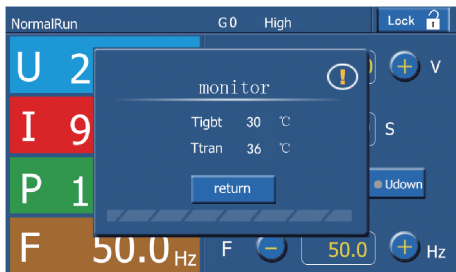 NormalRun G 0 High Lock
U 2 V
monitor
Tigbt 30 ℃
I 9 S
Ttran 36 ℃
P 1 return Udown
F 50.0 Hz F 50.0 Hz